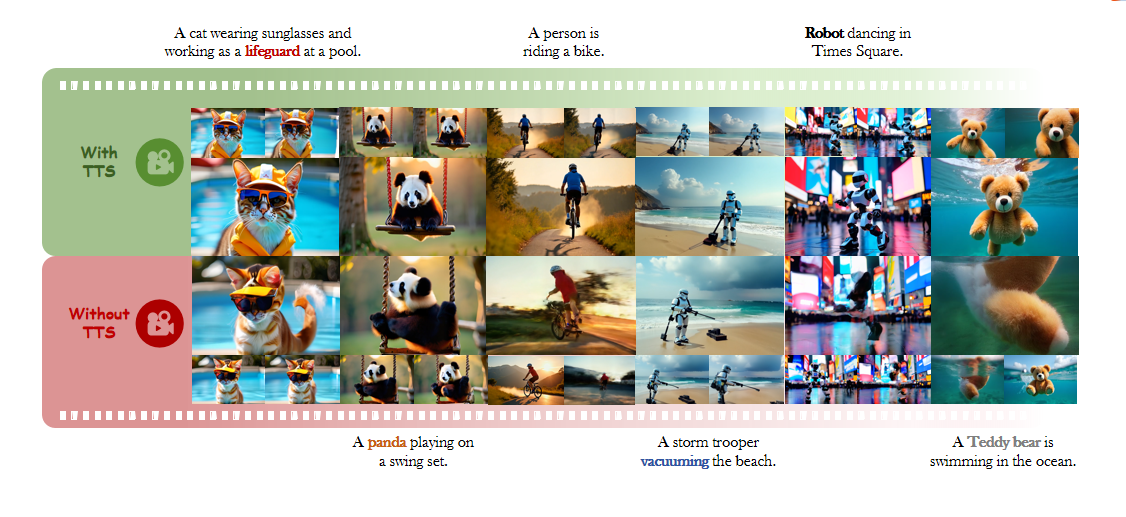 A cat wearing sunglasses and
working as a lifeguard at a pool.
A person is
riding a bike.
Robot dancing in
Times Square.
With
TTS
Without
TTS
A panda playing on
a swing set.
A storm trooper
vacuuming the beach.
A Teddy bear is
swimming in the ocean.